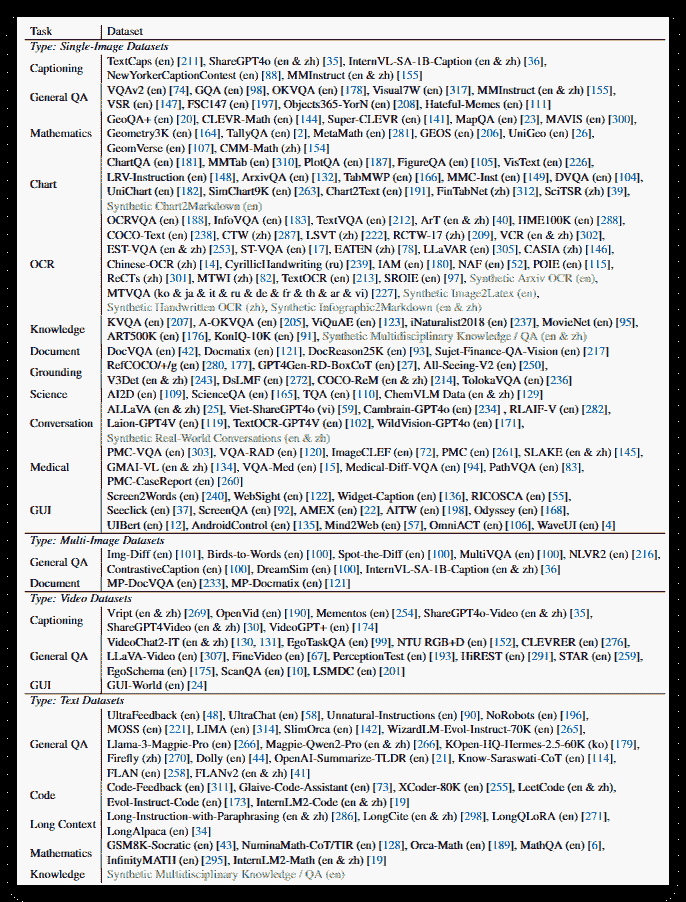 Task Dataset
Type: Single-Image Datasets
Captioning TextCaps (en) [211], ShareGPT4o (en & zh) [35], InternVL-SA-1B-Caption (en & zh) [36],
NewYorkerCaptionContest (en) [88], MMInstruct (en & zh) [155]
General QA VQAv2 (en) [74], GQA (en) [98], OKVQA (en) [178], Visual7W (en) [317], MMInstruct (en & zh) [155],
VSR (en) [147], FSC147 (en) [197], Objects365-YorN (en) [208], Hateful-Memes (en) [111]
Mathematics GeoQA+ (en) [20], CLEVR-Math (en) [144], Super-CLEVR (en) [141], MapQA (en) [23], MAVIS (en) [300],
Geometry3K (en) [164], TallyQA (en) [2], MetaMath (en) [281], GEOS (en) [206], UniGeo (en) [26],
GeomVerse (en) [107], CMM-Math (zh) [154]
Chart ChartQA (en) [181], MMTab (en) [310], PlotQA (en) [187], FigureQA (en) [105], VisText (en) [226],
LRV-Instruction (en) [148], ArxivQA (en) [132], TabMWP (en) [166], MMC-Inst (en) [149], DVQA (en) [104],
UniChart (en) [182], SimChart9K (en) [263], Chart2Text (en) [191], FinTabNet (zh) [312], SciTSR (zh) [39],
Synthetic Chart2Markdown (en)
OCR OCRVQA (en) [188], InfoVQA (en) [183], TextVQA (en) [212], ArT (en & zh) [40], HME100K (en) [288],
COCO-Text (en) [238], CTW (zh) [287], LSVT (zh) [222], RCTW-17 (zh) [209], VCR (en & zh) [302],
EST-VQA (en & zh) [253], ST-VQA (en) [17], EATEN (zh) [78], LLaVAR (en) [305], CASIA (zh) [146],
Chinese-OCR (zh) [14], CyrillicHandwriting (ru) [239], IAM (en) [180], NAF (en) [52], POIE (en) [115],
ReCTs (zh) [301], MTWI (zh) [82], TextOCR (en) [213], SROIE (en) [97], Synthetic Arxiv OCR (en),
MTVQA (ko & ja & it & ru & de & fr & th & ar & vi) [227], Synthetic Image2Latex (en),
Synthetic Handwritten OCR (zh), Synthetic Infographic2Markdown (en & zh)
Knowledge KVQA (en) [207], A-OKVQA (en) [205], ViQuAE (en) [123], iNaturalist2018 (en) [237], MovieNet (en) [95],
ART500K (en) [176], KonIQ-10K (en) [91], Synthetic Multidisciplinary Knowledge / QA (en & zh)
Document DocVQA (en) [42], Docmatix (en) [121], DocReason25K (en) [93], Sujet-Finance-QA-Vision (en) [217]
Grounding RefCOCO/+/g (en) [280, 177], GPT4Gen-RD-BoxCoT (en) [27], All-Seeing-V2 (en) [250],
V3Det (en & zh) [243], DsLMF (en) [272], COCO-ReM (en & zh) [214], TolokaVQA (en) [236]
Science AI2D (en) [109], ScienceQA (en) [165], TQA (en) [110], ChemVLM Data (en & zh) [129]
Conversation ALLaVA (en & zh) [25], Viet-ShareGPT4o (vi) [59], Cambrain-GPT4o (en) [234] , RLAIF-V (en) [282],
Laion-GPT4V (en) [119], TextOCR-GPT4V (en) [102], WildVision-GPT4o (en) [171],
Synthetic Real-World Conversations (en & zh)
Medical PMC-VQA (en) [303], VQA-RAD (en) [120], ImageCLEF (en) [72], PMC (en) [261], SLAKE (en & zh) [145],
GMAI-VL (en & zh) [134], VQA-Med (en) [15], Medical-Diff-VQA (en) [94], PathVQA (en) [83],
PMC-CaseReport (en) [260]
GUI Screen2Words (en) [240], WebSight (en) [122], Widget-Caption (en) [136], RICOSCA (en) [55],
Seeclick (en) [37], ScreenQA (en) [92], AMEX (en) [22], AITW (en) [198], Odyssey (en) [168],
UIBert (en) [12], AndroidControl (en) [135], Mind2Web (en) [57], OmniACT (en) [106], WaveUI (en) [4]
Type: Multi-Image Datasets
General QA Img-Diff (en) [101], Birds-to-Words (en) [100], Spot-the-Diff (en) [100], MultiVQA (en) [100], NLVR2 (en) [216],
ContrastiveCaption (en) [100], DreamSim (en) [100], InternVL-SA-1B-Caption (en & zh) [36]
Document MP-DocVQA (en) [233], MP-Docmatix (en) [121]
Type: Video Datasets
Captioning Vript (en & zh) [269], OpenVid (en) [190], Mementos (en) [254], ShareGPT4o-Video (en & zh) [35],
ShareGPT4Video (en & zh) [30], VideoGPT+ (en) [174]
General QA VideoChat2-IT (en & zh) [130, 131], EgoTaskQA (en) [99], NTU RGB+D (en) [152], CLEVRER (en) [276],
LLaVA-Video (en) [307], FineVideo (en) [67], PerceptionTest (en) [193], HiREST (en) [291], STAR (en) [259],
EgoSchema (en) [175], ScanQA (en) [10], LSMDC (en) [201]
GUI GUI-World (en) [24]
Type: Text Datasets
General QA UltraFeedback (en) [48], UltraChat (en) [58], Unnatural-Instructions (en) [90], NoRobots (en) [196],
MOSS (en) [221], LIMA (en) [314], SlimOrca (en) [142], WizardLM-Evol-Instruct-70K (en) [265],
Llama-3-Magpie-Pro (en) [266], Magpie-Qwen2-Pro (en & zh) [266], KOpen-HQ-Hermes-2.5-60K (ko) [179],
Firefly (zh) [270], Dolly (en) [44], OpenAI-Summarize-TLDR (en) [21], Know-Saraswati-CoT (en) [114],
FLAN (en) [258], FLANv2 (en & zh) [41]
Code Code-Feedback (en) [311], Glaive-Code-Assistant (en) [73], XCoder-80K (en) [255], LeetCode (en & zh),
Evol-Instruct-Code (en) [173], InternLM2-Code (en & zh) [19]
Long Context Long-Instruction-with-Paraphrasing (en & zh) [286], LongCite (en & zh) [298], LongQLoRA (en) [271],
LongAlpaca (en) [34]
Mathematics GSM8K-Socratic (en) [43], NuminaMath-CoT/TIR (en) [128], Orca-Math (en) [189], MathQA (en) [6],
InfinityMATH (en) [295], InternLM2-Math (en & zh) [19]
Knowledge Synthetic Multidisciplinary Knowledge / QA (en)